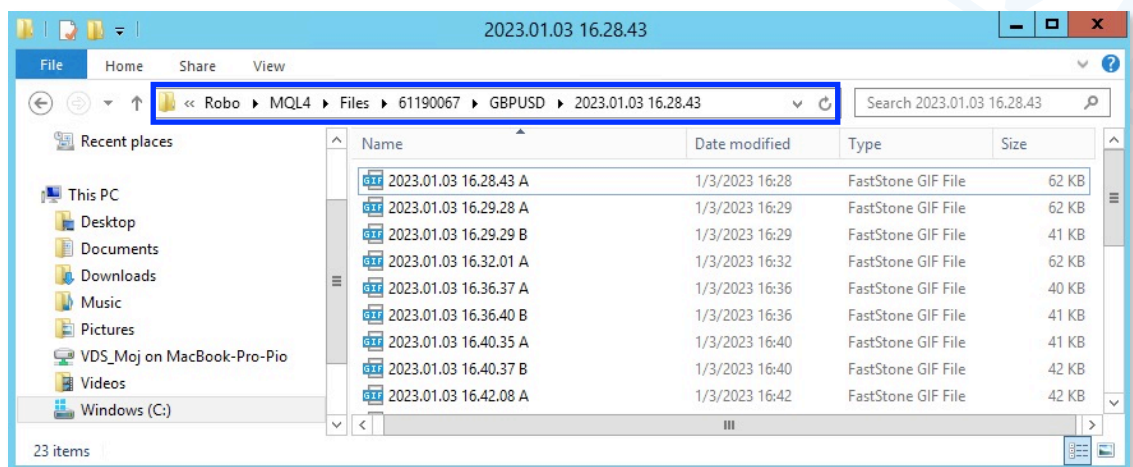 2023.01.03 16.28.43
File Home Share View
« Robo MQL4 Files 61190067 GBPUSD 2023.01.03 16.28.43 Search 2023.01.03 16.28.43
Recent places
This PC
Desktop
Documents
Downloads
Music
Pictures
VDS_Moj on MacBook-Pro-Pio
Videos
Windows (C:)
Name Date modified Type Size
GIF 2023.01.03 16.28.43 A 1/3/2023 16:28 FastStone GIF File 62 KB
GIF 2023.01.03 16.29.28 A 1/3/2023 16:29 FastStone GIF File 62 KB
GIF 2023.01.03 16.29.29 B 1/3/2023 16:29 FastStone GIF File 41 KB
GIF 2023.01.03 16.32.01 A 1/3/2023 16:32 FastStone GIF File 62 KB
GIF 2023.01.03 16.36.37 A 1/3/2023 16:36 FastStone GIF File 40 KB
GIF 2023.01.03 16.36.40 B 1/3/2023 16:36 FastStone GIF File 41 KB
GIF 2023.01.03 16.40.35 A 1/3/2023 16:40 FastStone GIF File 41 KB
GIF 2023.01.03 16.40.37 B 1/3/2023 16:40 FastStone GIF File 42 KB
GIF 2023.01.03 16.42.08 A 1/3/2023 16:42 FastStone GIF File 42 KB
23 items